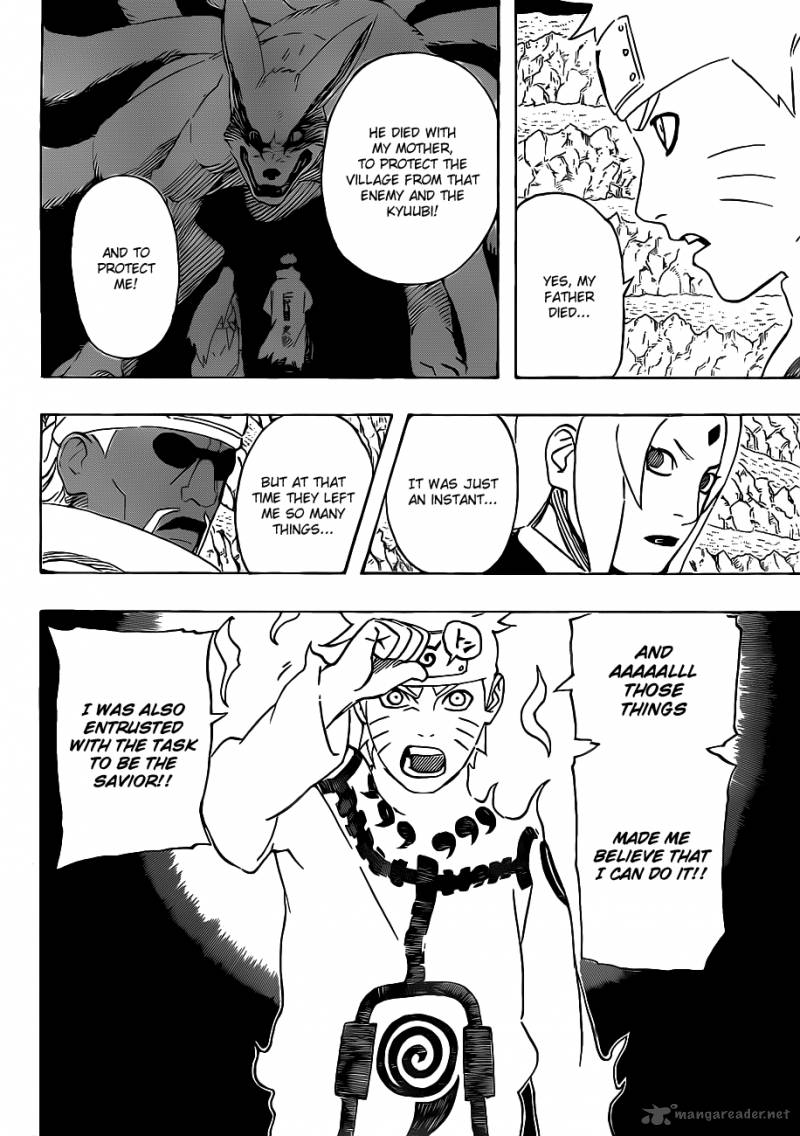 YES, MY
FATHER
DIED...
HE DIED WITH
MY MOTHER,
TO PROTECT THE
VILLAGE FROM THAT
ENEMY AND THE
KYUUBI!
AND TO
PROTECT
ME!
IT WAS JUST
AN INSTANT...
BUT AT THAT
TIME THEY LEFT
ME SO MANY
THINGS...
AND
AAAAALLL
THOSE
THINGS
MADE ME
BELIEVE THAT
I CAN DO IT!!
トン
I WAS ALSO
ENTRUSTED
WITH THE TASK
TO BE THE
SAVIOR!!
mangareader.net